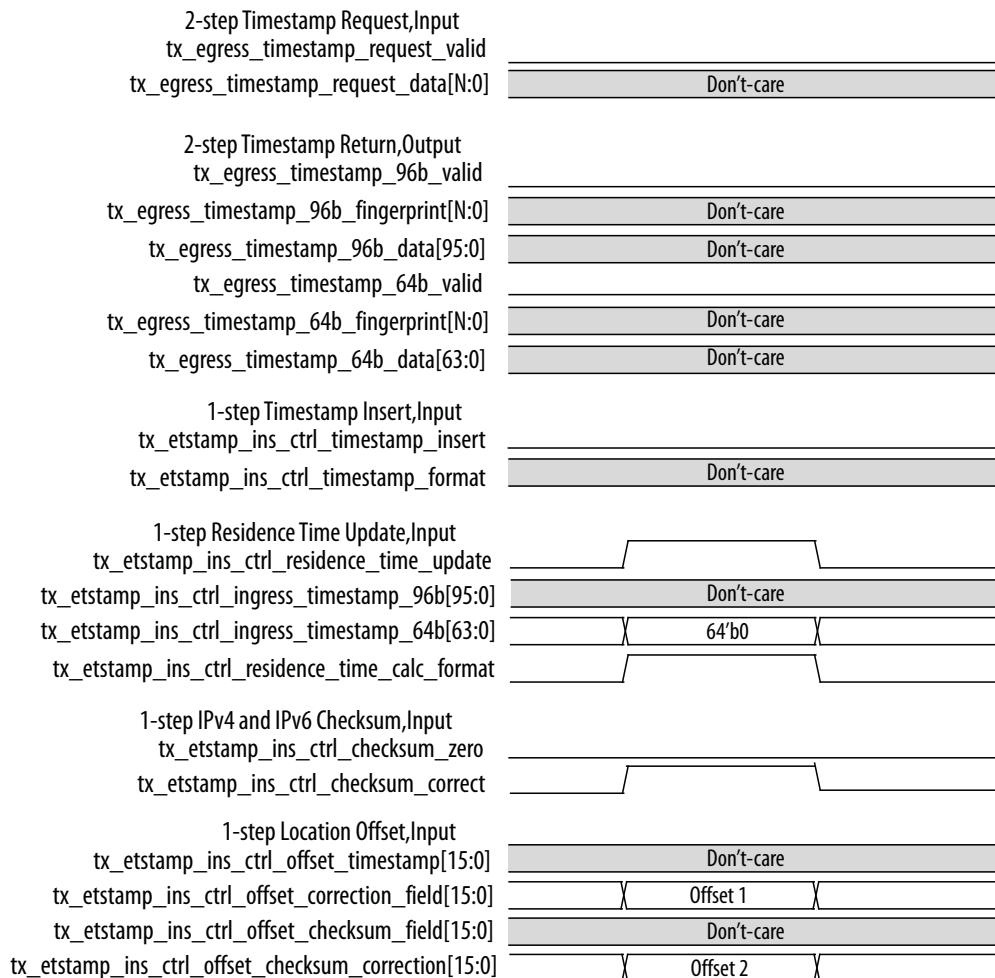 2-step Timestamp Request,Input
tx_egress_timestamp_request_valid
tx_egress_timestamp_request_data[N:0] Don't-care
2-step Timestamp Return,Output
tx_egress_timestamp_96b_valid
tx_egress_timestamp_96b_fingerprint[N:0] Don't-care
tx_egress_timestamp_96b_data[95:0] Don't-care
tx_egress_timestamp_64b_valid
tx_egress_timestamp_64b_fingerprint[N:0] Don't-care
tx_egress_timestamp_64b_data[63:0] Don't-care
1-step Timestamp Insert,Input
tx_etstamp_ins_ctrl_timestamp_insert
tx_etstamp_ins_ctrl_timestamp_format Don't-care
1-step Residence Time Update,Input
tx_etstamp_ins_ctrl_residence_time_update
tx_etstamp_ins_ctrl_ingress_timestamp_96b[95:0] Don't-care
tx_etstamp_ins_ctrl_ingress_timestamp_64b[63:0] 64'b0
tx_etstamp_ins_ctrl_residence_time_calc_format
1-step IPv4 and IPv6 Checksum,Input
tx_etstamp_ins_ctrl_checksum_zero
tx_etstamp_ins_ctrl_checksum_correct
1-step Location Offset,Input
tx_etstamp_ins_ctrl_offset_timestamp[15:0] Don't-care
tx_etstamp_ins_ctrl_offset_correction_field[15:0] Offset 1
tx_etstamp_ins_ctrl_offset_checksum_field[15:0] Don't-care
tx_etstamp_ins_ctrl_offset_checksum_correction[15:0] Offset 2